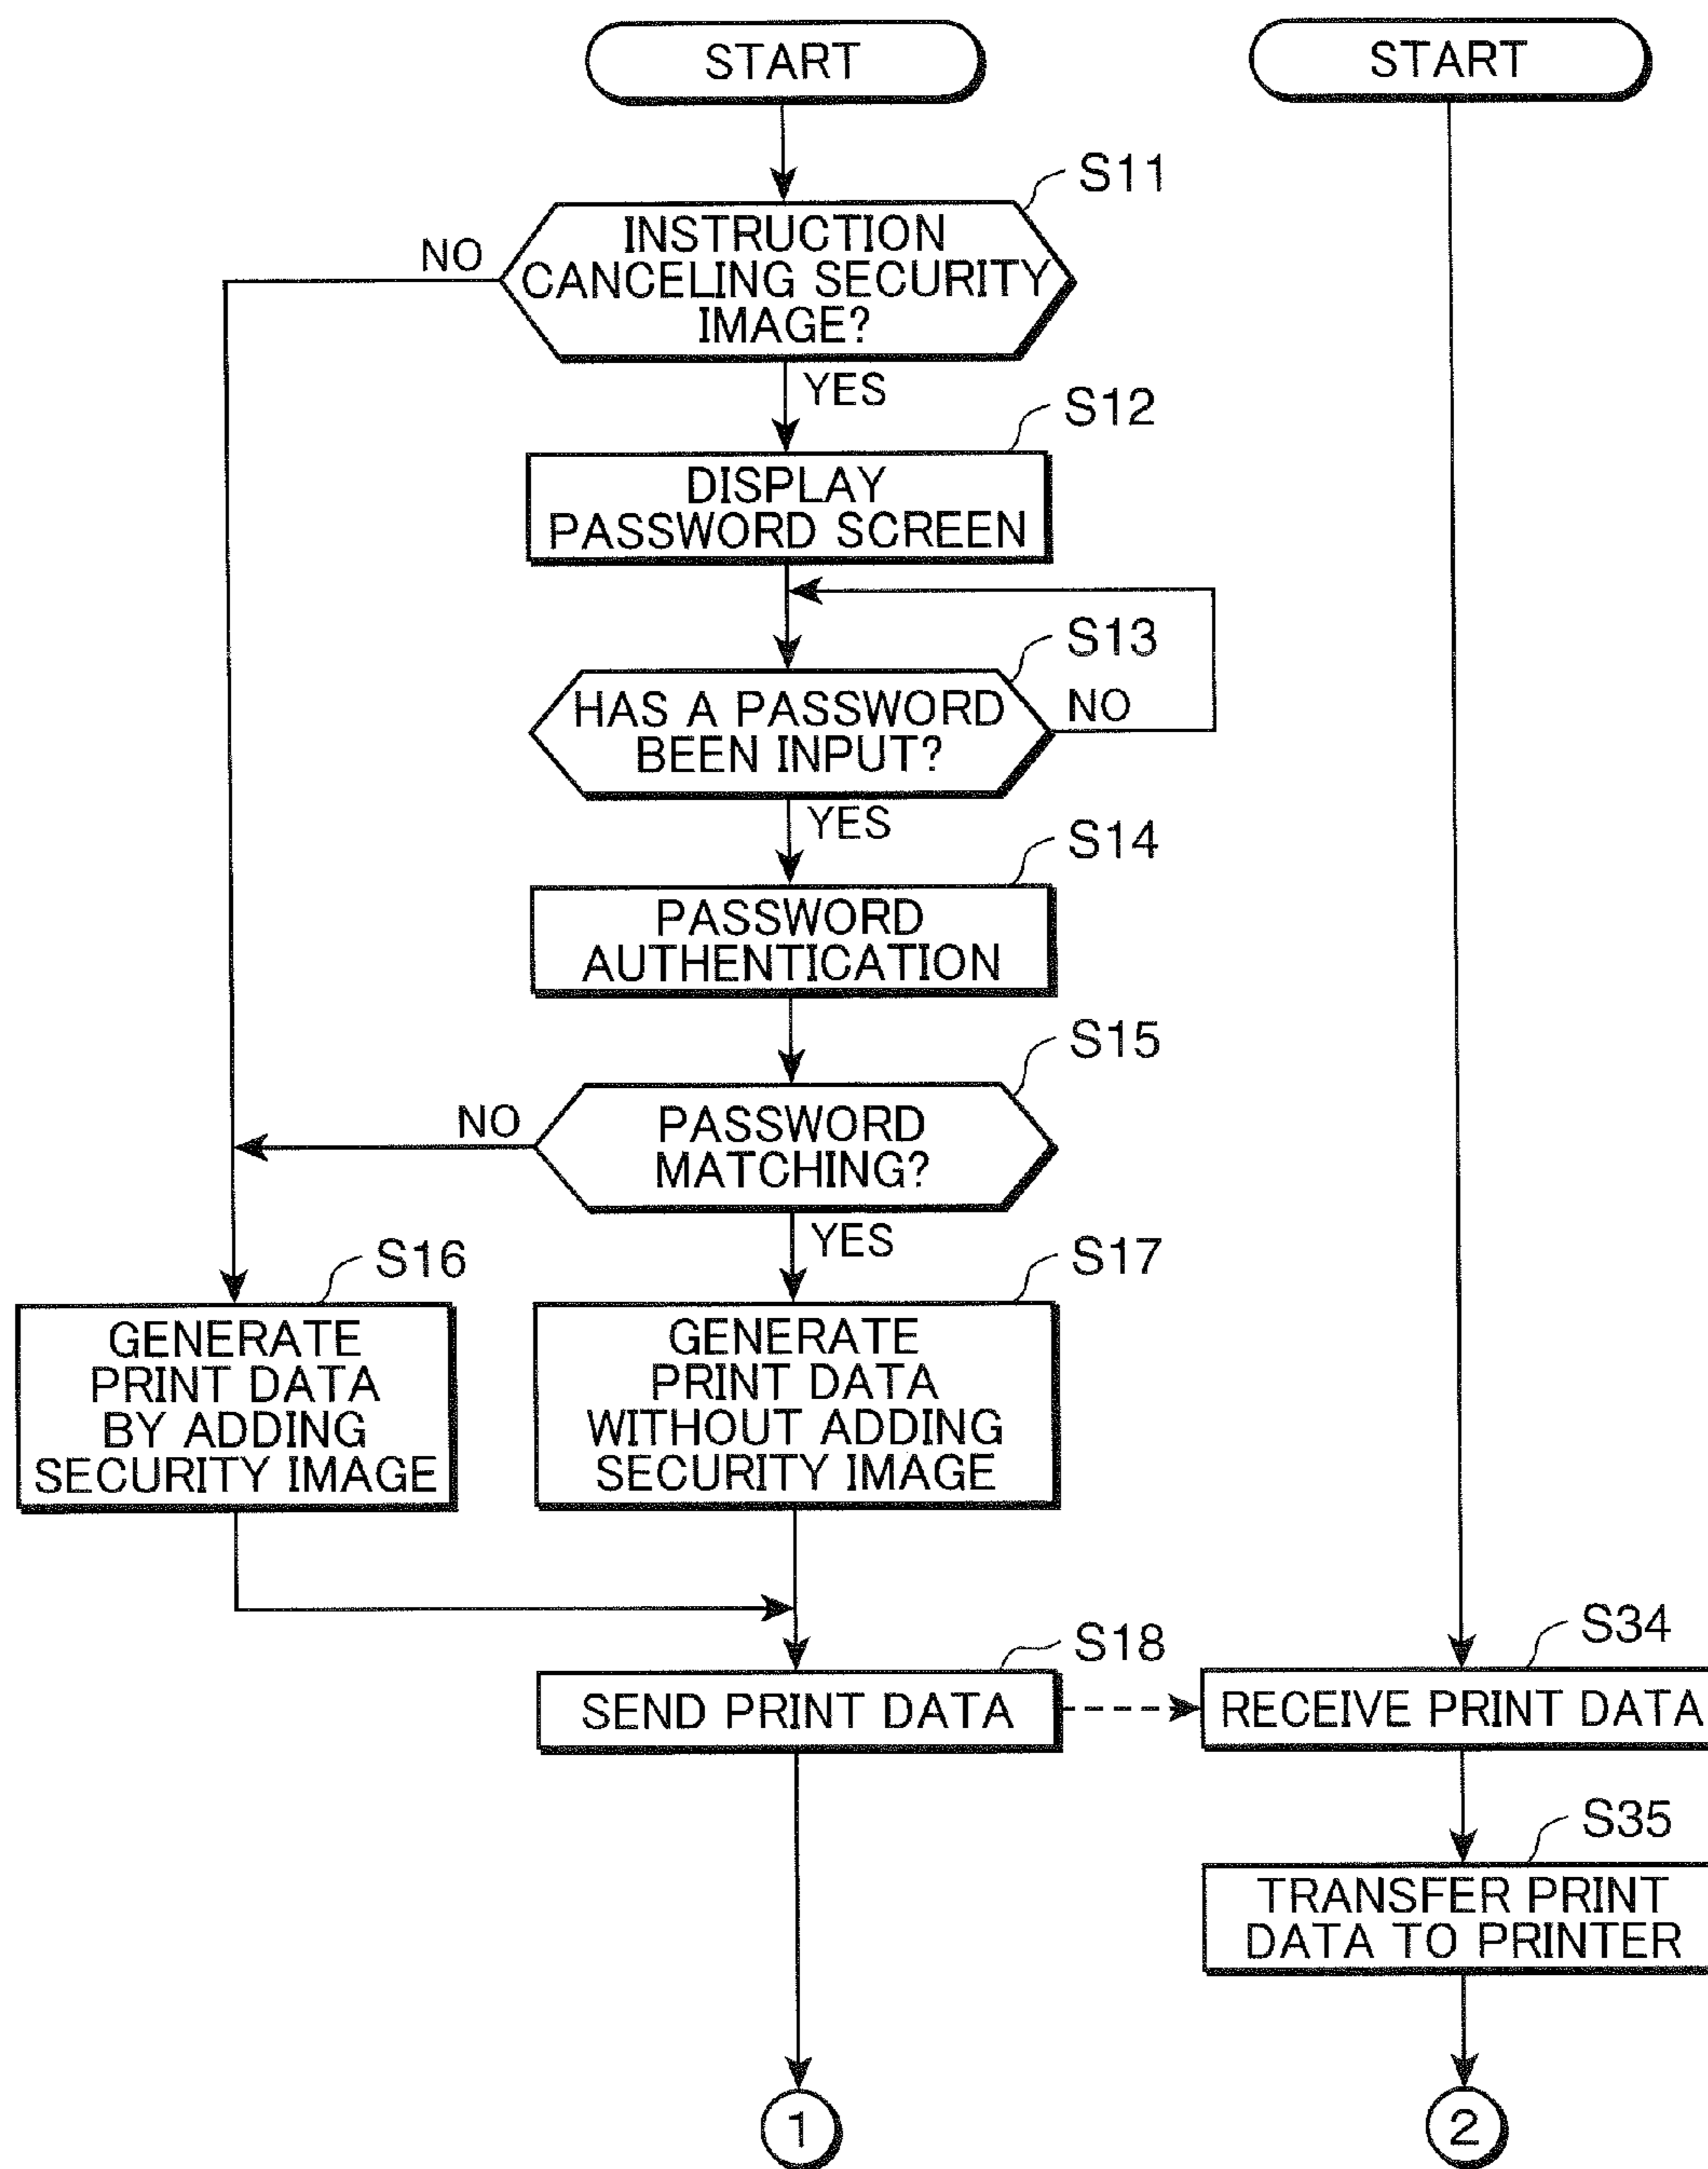 START
START
S11
INSTRUCTION
CANCELING SECURITY
IMAGE?
NO
YES
S12
DISPLAY
PASSWORD SCREEN
S13
HAS A PASSWORD
BEEN INPUT?
NO
YES
S14
PASSWORD
AUTHENTICATION
S15
PASSWORD
MATCHING?
NO
YES
S16
GENERATE
PRINT DATA
BY ADDING
SECURITY IMAGE
S17
GENERATE
PRINT DATA
WITHOUT ADDING
SECURITY IMAGE
S18
SEND PRINT DATA
S34
RECEIVE PRINT DATA
S35
TRANSFER PRINT
DATA TO PRINTER
1
2